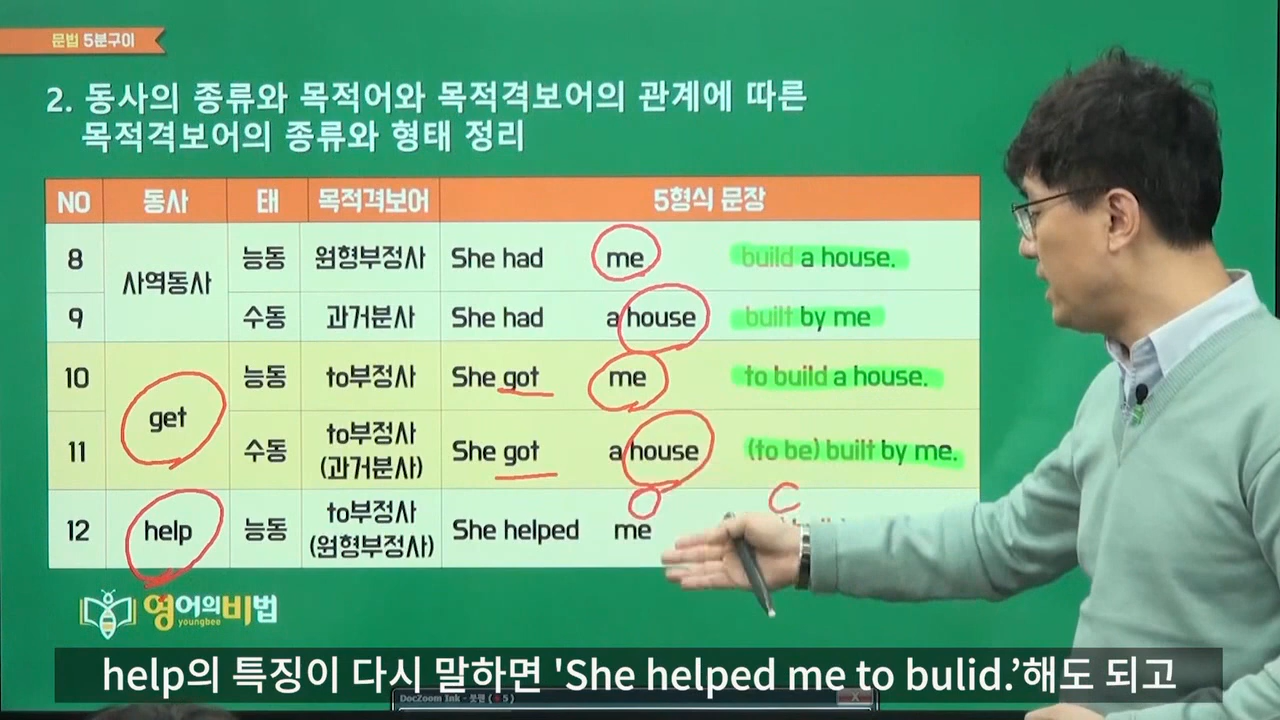 문법 5분구이
2. 동사의 종류와 목적어와 목적격보어의 관계에 따른
목적격보어의 종류와 형태 정리
NO 동사 태 목적격보어 5형식 문장
8 사역동사 능동 원형부정사 She had me build a house.
9 수동 과거분사 She had a house built by me
10 get 능동 to부정사 She got me to build a house.
11 수동 to부정사 (과거분사) She got a house (to be) built by me.
12 help 능동 to부정사 (원형부정사) She helped me
O C
영어의비법
youngbee
help의 특징이 다시 말하면 'She helped me to bulid.’해도 되고
DocZoom Ink - 붓펜 ( 5 )